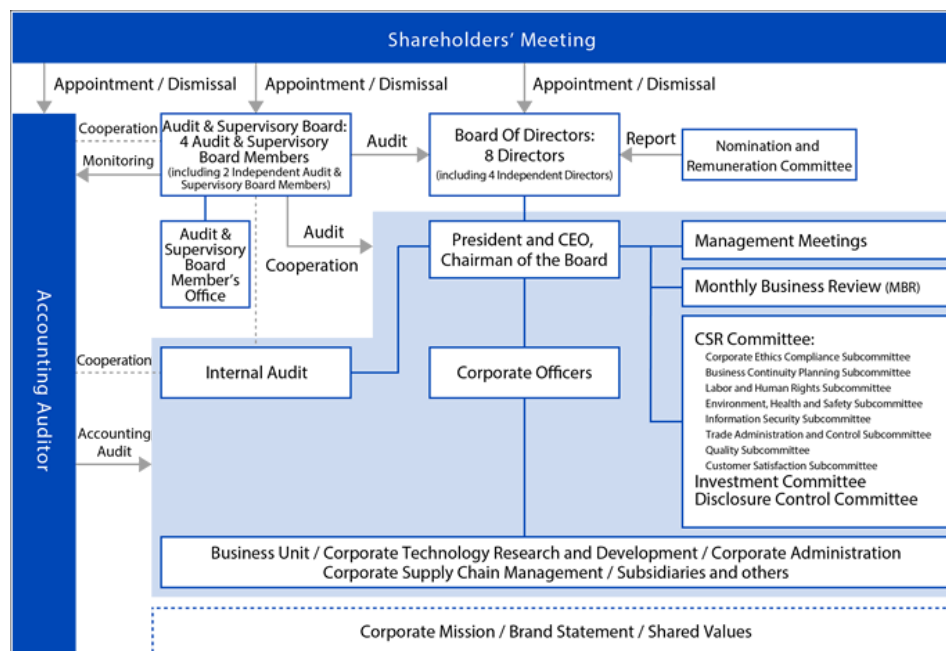 Shareholders' Meeting
Appointment / Dismissal
Appointment / Dismissal
Appointment / Dismissal
Accounting Auditor
Cooperation
Monitoring
Audit & Supervisory Board:
4 Audit & Supervisory
Board Members
(including 2 Independent Audit &
Supervisory Board Members)
Audit
Board Of Directors:
8 Directors
(including 4 Independent Directors)
Report
Nomination and
Remuneration Committee
Audit &
Supervisory
Board
Member's
Office
Audit
Cooperation
President and CEO,
Chairman of the Board
Management Meetings
Monthly Business Review (MBR)
Cooperation
Internal Audit
Corporate Officers
CSR Committee:
Corporate Ethics Compliance Subcommittee
Business Continuity Planning Subcommittee
Labor and Human Rights Subcommittee
Environment, Health and Safety Subcommittee
Information Security Subcommittee
Trade Administration and Control Subcommittee
Quality Subcommittee
Customer Satisfaction Subcommittee
Investment Committee
Disclosure Control Committee
Accounting
Audit
Business Unit / Corporate Technology Research and Development / Corporate Administration
Corporate Supply Chain Management / Subsidiaries and others
Corporate Mission / Brand Statement / Shared Values